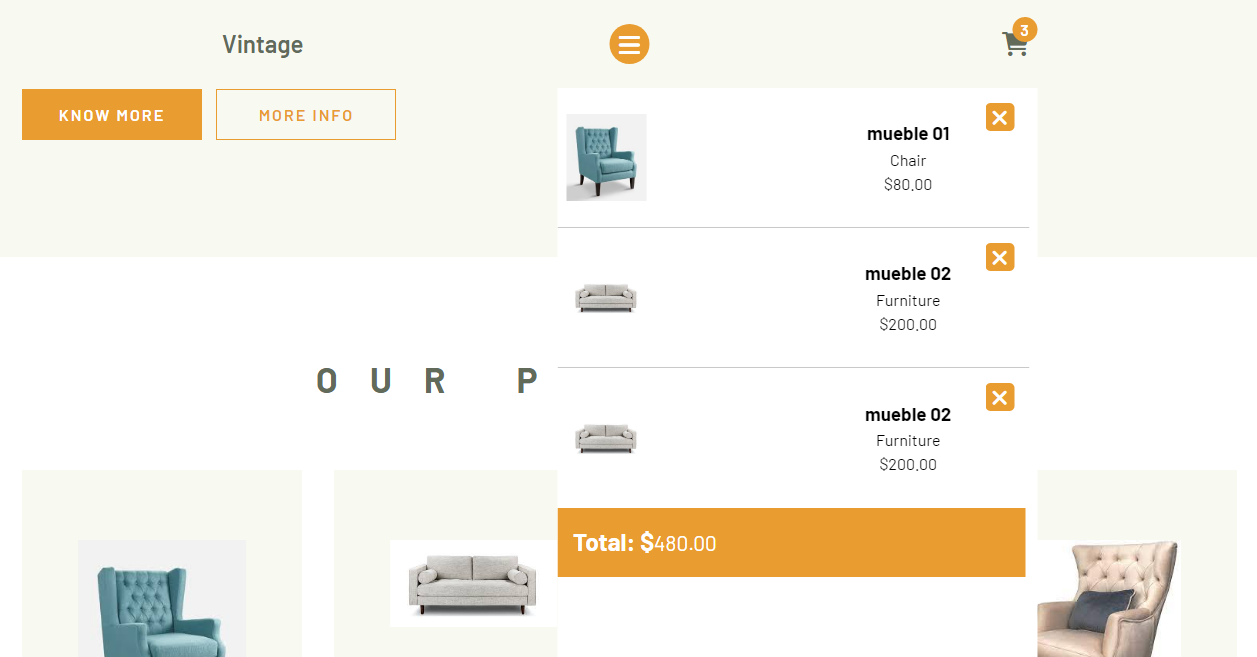 Vintage
3
KNOW MORE
MORE INFO
mueble 01
Chair
$80.00
mueble 02
Furniture
$200.00
OUR P
mueble 02
Furniture
$200.00
Total: $480.00